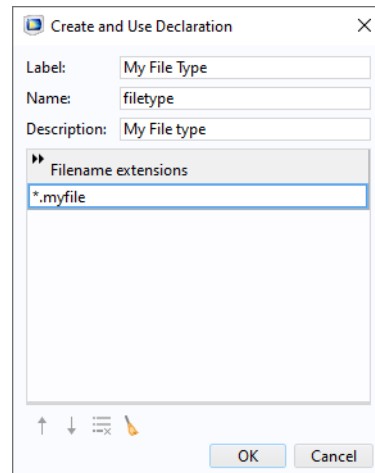 Create and Use Declaration
Label: My File Type
Name: filetype
Description: My File type
Filename extensions
*.myfile
OK Cancel